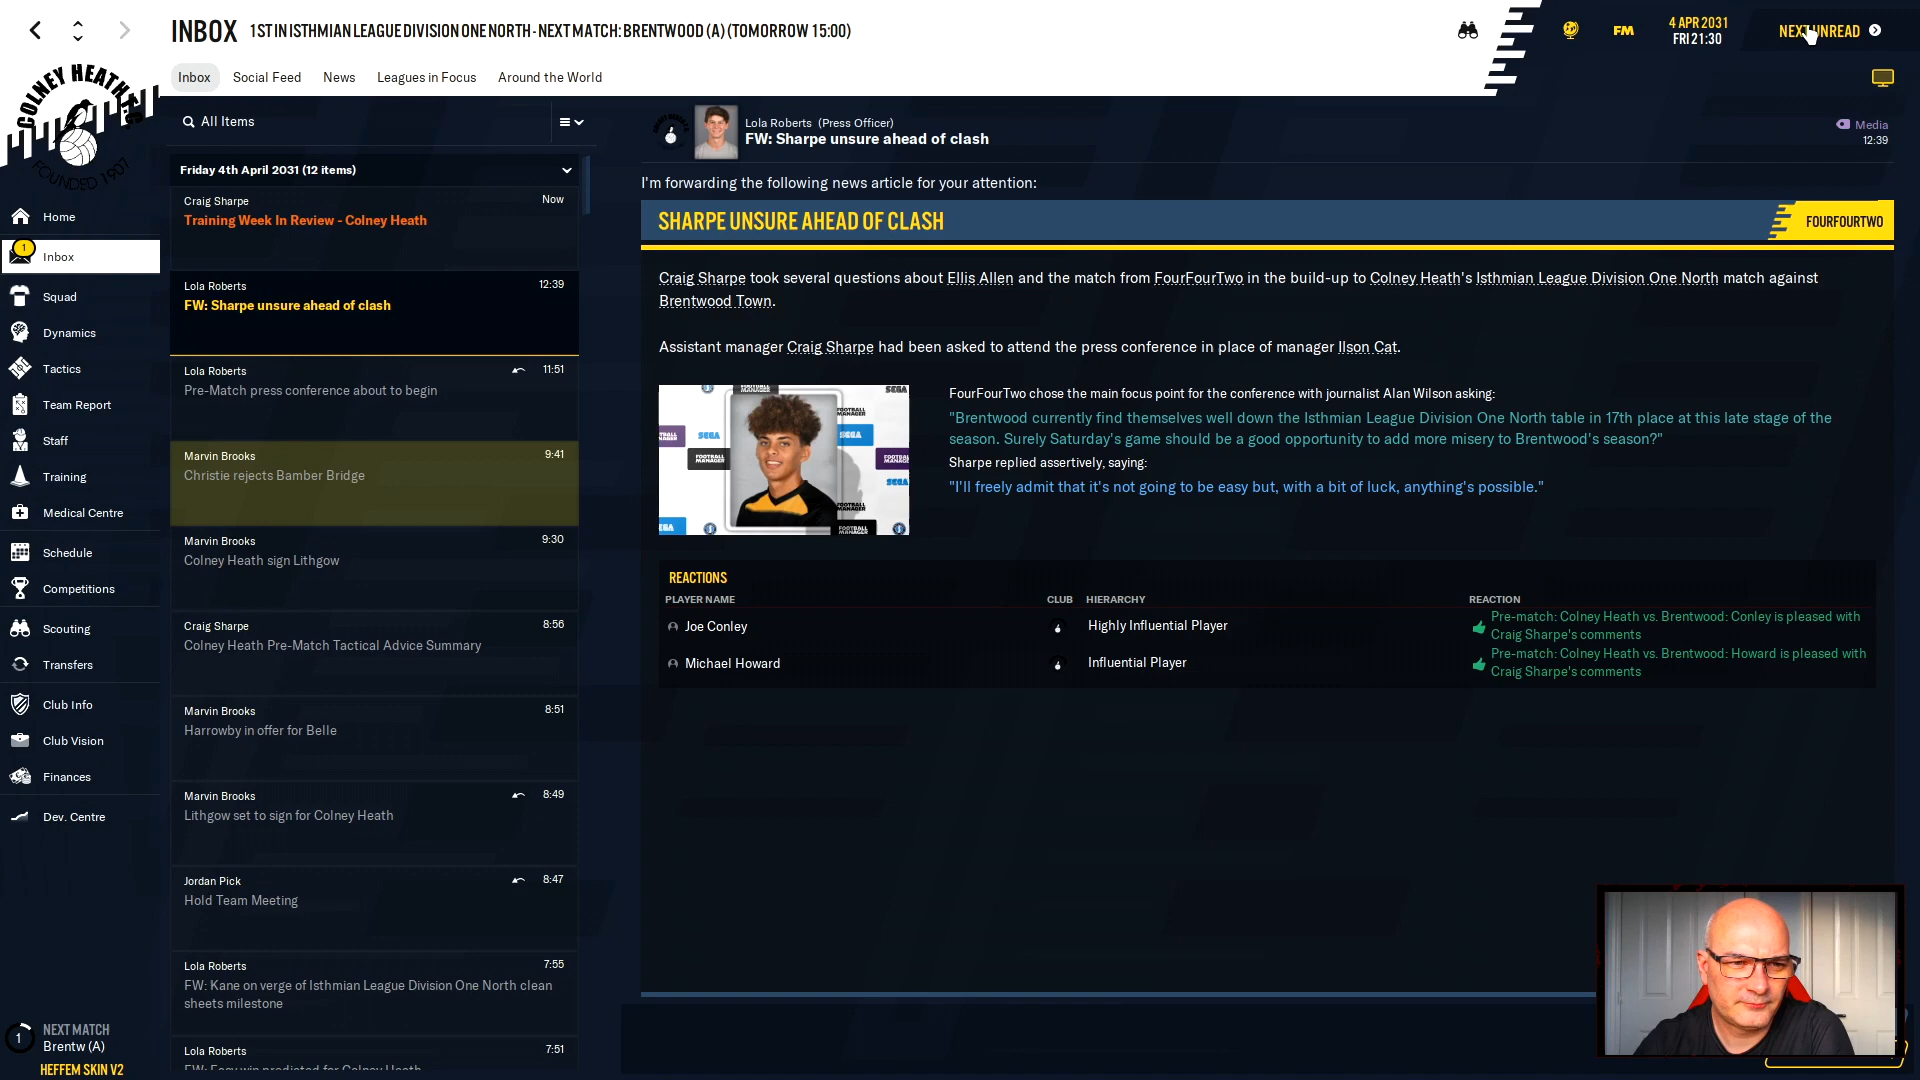 INBOX
1ST IN ISTHMIAN LEAGUE DIVISION ONE NORTH - NEXT MATCH: BRENTWOOD (A) (TOMORROW 15:00)
FM
4 APR 2031
FRI 21:30
NEXT UNREAD
COLNEY HEATH F.C.
FOUNDED 1907
Inbox
Social Feed
News
Leagues in Focus
Around the World
Home
1
Inbox
Squad
Dynamics
Tactics
Team Report
Staff
Training
Medical Centre
Schedule
Competitions
Scouting
Transfers
Club Info
Club Vision
Finances
Dev. Centre
1
NEXT MATCH
Brentw (A)
HEFFEM SKIN V2
All Items
Friday 4th April 2031 (12 items)
Craig Sharpe
Now
Training Week In Review - Colney Heath
Lola Roberts
12:39
FW: Sharpe unsure ahead of clash
Lola Roberts
11:51
Pre-Match press conference about to begin
Marvin Brooks
9:41
Christie rejects Bamber Bridge
Marvin Brooks
9:30
Colney Heath sign Lithgow
Craig Sharpe
8:56
Colney Heath Pre-Match Tactical Advice Summary
Marvin Brooks
8:51
Harrowby in offer for Belle
Marvin Brooks
8:49
Lithgow set to sign for Colney Heath
Jordan Pick
8:47
Hold Team Meeting
Lola Roberts
7:55
FW: Kane on verge of Isthmian League Division One North clean
sheets milestone
Lola Roberts
7:51
FW: Easy win predicted for Colney Heath
Lola Roberts (Press Officer)
FW: Sharpe unsure ahead of clash
Media
12:39
I'm forwarding the following news article for your attention:
SHARPE UNSURE AHEAD OF CLASH
FOURFOURTWO
Craig Sharpe took several questions about Ellis Allen and the match from FourFourTwo in the build-up to Colney Heath's Isthmian League Division One North match against
Brentwood Town.
Assistant manager Craig Sharpe had been asked to attend the press conference in place of manager Ilson Cat.
SEGA
FOOTBALL MANAGER
FourFourTwo chose the main focus point for the conference with journalist Alan Wilson asking:
"Brentwood currently find themselves well down the Isthmian League Division One North table in 17th place at this late stage of the
season. Surely Saturday's game should be a good opportunity to add more misery to Brentwood's season?"
Sharpe replied assertively, saying:
"I'll freely admit that it's not going to be easy but, with a bit of luck, anything's possible."
REACTIONS
PLAYER NAME
CLUB
HIERARCHY
REACTION
Joe Conley
Highly Influential Player
Pre-match: Colney Heath vs. Brentwood: Conley is pleased with
Craig Sharpe's comments
Michael Howard
Influential Player
Pre-match: Colney Heath vs. Brentwood: Howard is pleased with
Craig Sharpe's comments